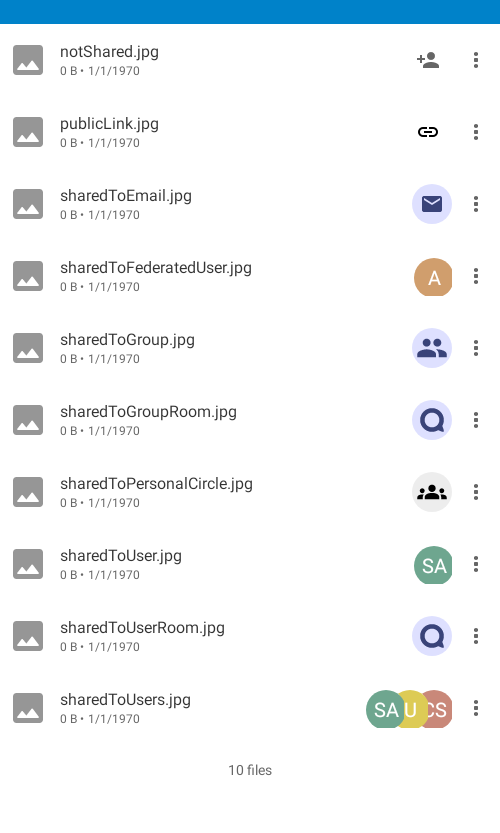 notShared.jpg
0 B • 1/1/1970
publicLink.jpg
0 B • 1/1/1970
sharedToEmail.jpg
0 B • 1/1/1970
sharedToFederatedUser.jpg
0 B • 1/1/1970
A
sharedToGroup.jpg
0 B • 1/1/1970
sharedToGroupRoom.jpg
0 B • 1/1/1970
sharedToPersonalCircle.jpg
0 B • 1/1/1970
sharedToUser.jpg
0 B • 1/1/1970
SA
sharedToUserRoom.jpg
0 B • 1/1/1970
sharedToUsers.jpg
0 B • 1/1/1970
SA U CS
10 files